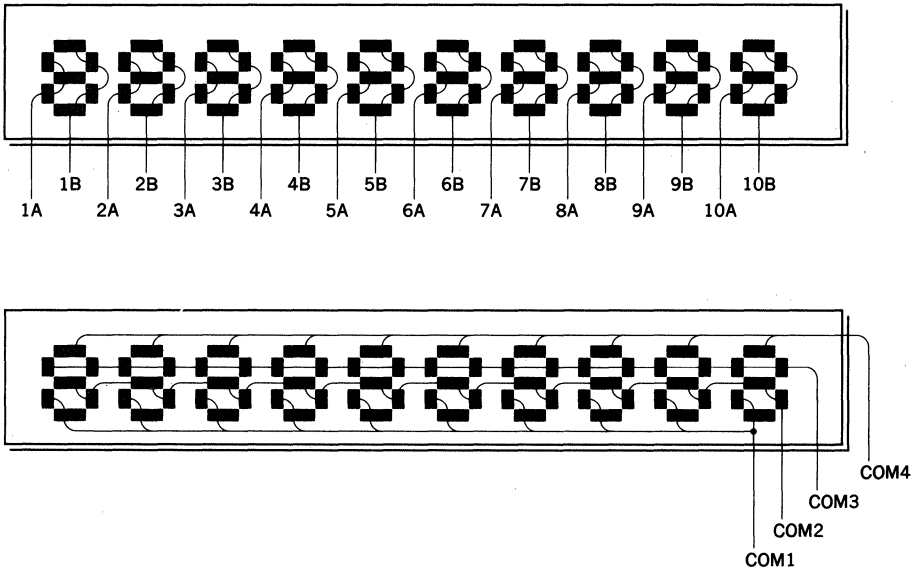 1B 2B 3B 4B 5B 6B 7B 8B 9B 10B
1A 2A 3A 4A 5A 6A 7A 8A 9A 10A
COM4
COM3
COM2
COM1